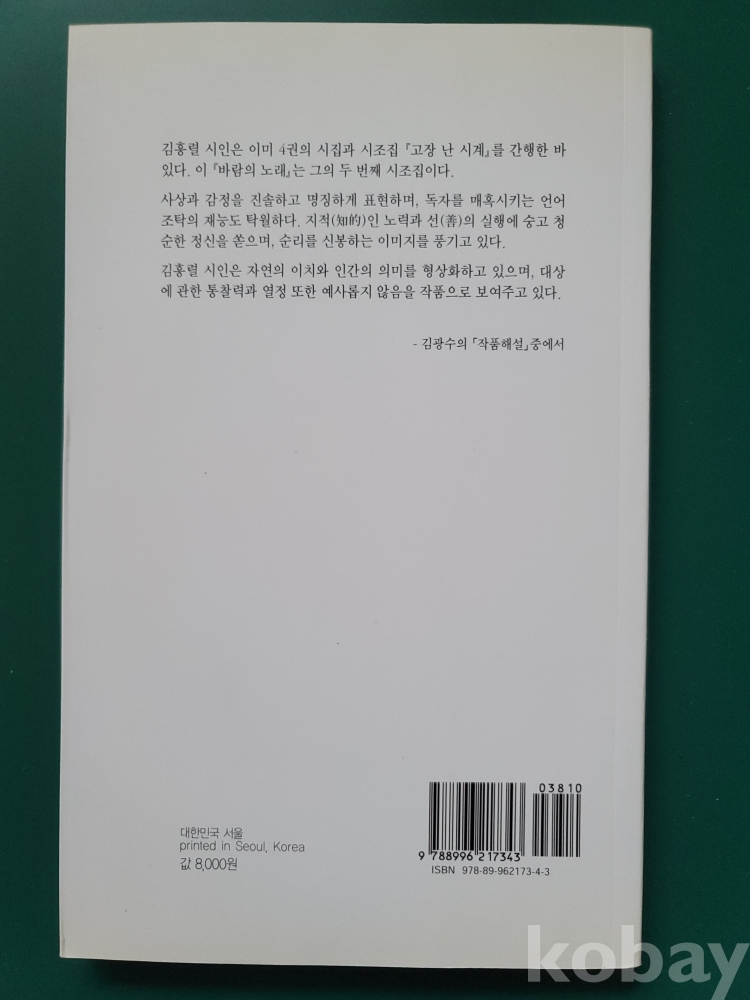 김홍렬 시인은 이미 4권의 시집과 시조집 『고장 난 시계』를 간행한 바
있다. 이 『바람의 노래』는 그의 두 번째 시조집이다.
사상과 감정을 진솔하고 명징하게 표현하며, 독자를 매혹시키는 언어
조탁의 재능도 탁월하다. 지적(知的)인 노력과 선(善)의 실행에 숭고 청
순한 정신을 쏟으며, 순리를 신봉하는 이미지를 풍기고 있다.
김홍렬 시인은 자연의 이치와 인간의 의미를 형상화하고 있으며, 대상
에 관한 통찰력과 열정 또한 예사롭지 않음을 작품으로 보여주고 있다.
- 김광수의 「작품해설」중에서
대한민국 서울
printed in Seoul, Korea
값 8,000원
03810
9 788996 217343
ISBN 978-89-962173-4-3
kobay